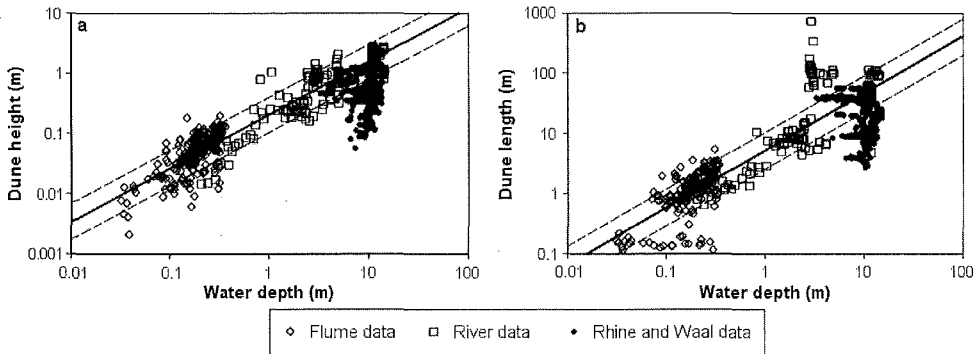 a
Dune height (m)
10
1
0.1
0.01
0.001
0.01
0.1
1
10
100
Water depth (m)
b
Dune length (m)
1000
100
10
1
0.1
0.01
0.1
1
10
100
Water depth (m)
Flume data
River data
Rhine and Waal data